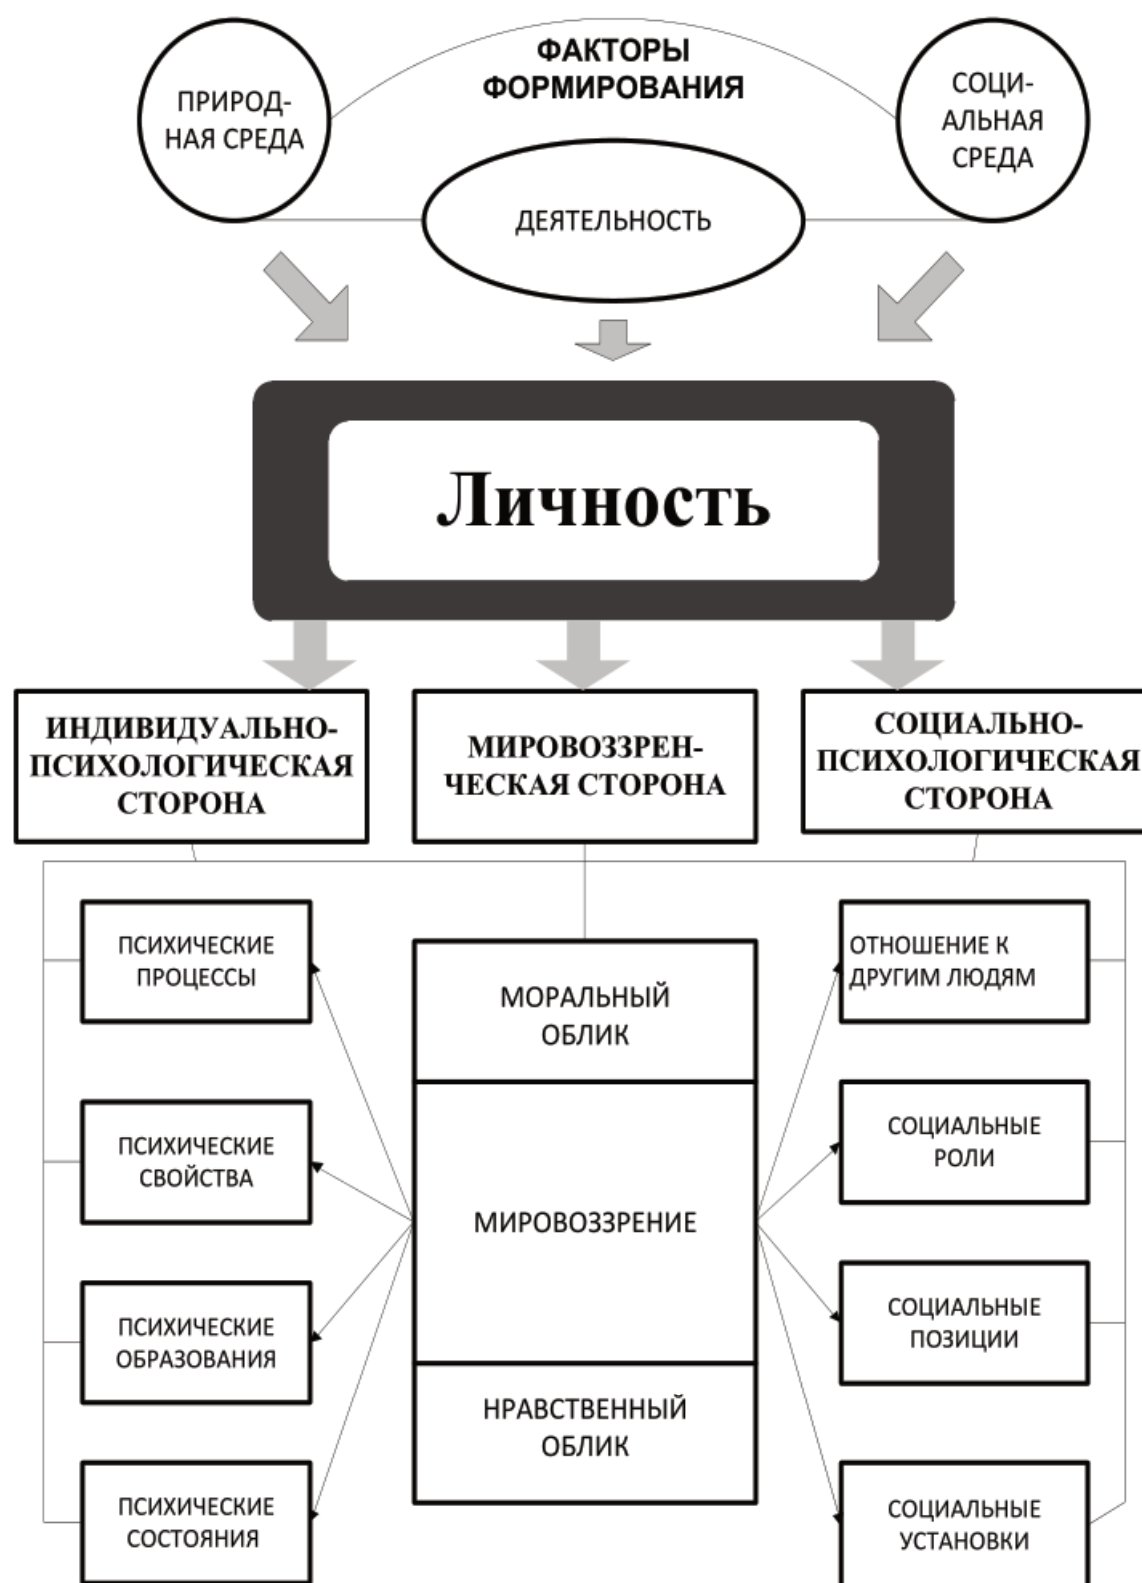 ФАКТОРЫ
ФОРМИРОВАНИЯ
ПРИРОД-
НАЯ СРЕДА
СОЦИ-
АЛЬНАЯ
СРЕДА
ДЕЯТЕЛЬНОСТЬ
Личность
ИНДИВИДУАЛЬНО-
ПСИХОЛОГИЧЕСКАЯ
СТОРОНА
МИРОВОЗЗРЕН-
ЧЕСКАЯ СТОРОНА
СОЦИАЛЬНО-
ПСИХОЛОГИЧЕСКАЯ
СТОРОНА
ПСИХИЧЕСКИЕ
ПРОЦЕССЫ
ПСИХИЧЕСКИЕ
СВОЙСТВА
ПСИХИЧЕСКИЕ
ОБРАЗОВАНИЯ
ПСИХИЧЕСКИЕ
СОСТОЯНИЯ
МОРАЛЬНЫЙ
ОБЛИК
МИРОВОЗЗРЕНИЕ
НРАВСТВЕННЫЙ
ОБЛИК
ОТНОШЕНИЕ К
ДРУГИМ ЛЮДЯМ
СОЦИАЛЬНЫЕ
РОЛИ
СОЦИАЛЬНЫЕ
ПОЗИЦИИ
СОЦИАЛЬНЫЕ
УСТАНОВКИ